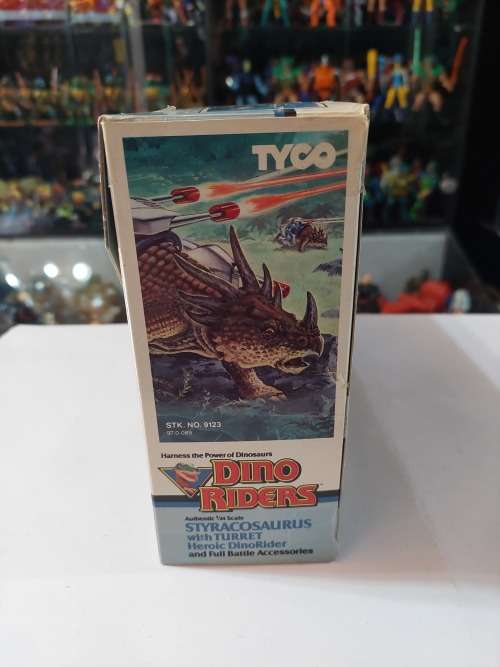 TYCO
STK. NO. 9123
Harness the Power of Dinosaurs
DINO
RIDERS
Authentic 1/24 Scale
STYRACOSAURUS
with TURRET
Heroic DinoRider
and Full Battle Accessories